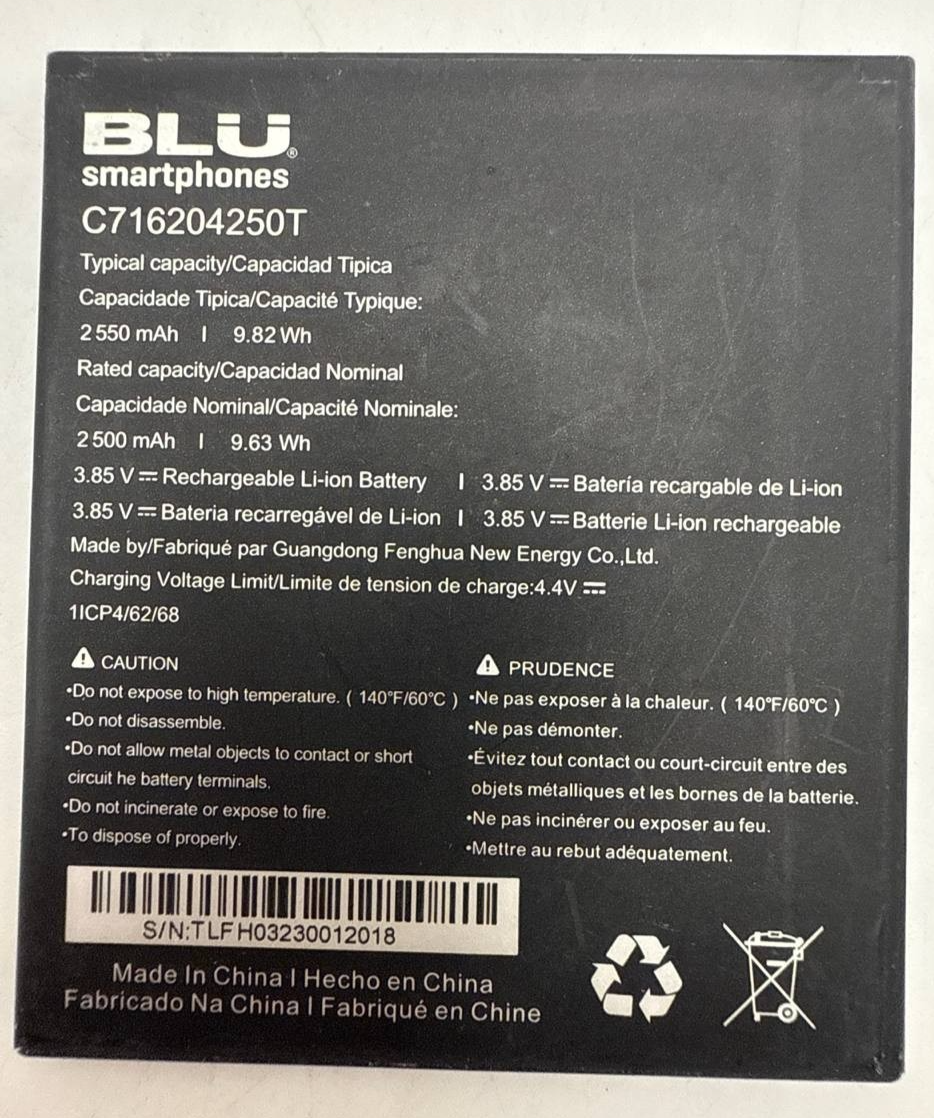 BLU®
smartphones
C716204250T
Typical capacity/Capacidad Tipica
Capacidade Tipica/Capacité Typique:
2 550 mAh | 9.82 Wh
Rated capacity/Capacidad Nominal
Capacidade Nominal/Capacité Nominale:
2 500 mAh | 9.63 Wh
3.85 V⎓Rechargeable Li-ion Battery | 3.85 V⎓Batería recargable de Li-ion
3.85 V⎓Bateria recarregável de Li-ion | 3.85 V⎓Batterie Li-ion rechargeable
Made by/Fabriqué par Guangdong Fenghua New Energy Co.,Ltd.
Charging Voltage Limit/Limite de tension de charge:4.4V⎓
1ICP4/62/68
CAUTION
•Do not expose to high temperature. ( 140°F/60°C )
•Do not disassemble.
•Do not allow metal objects to contact or short
circuit he battery terminals.
•Do not incinerate or expose to fire.
•To dispose of properly.
PRUDENCE
•Ne pas exposer à la chaleur. ( 140°F/60°C )
•Ne pas démonter.
•Évitez tout contact ou court-circuit entre des
objets métalliques et les bornes de la batterie.
•Ne pas incinérer ou exposer au feu.
•Mettre au rebut adéquatement.
S/N:TLFH03230012018
Made In China | Hecho en China
Fabricado Na China | Fabriqué en Chine